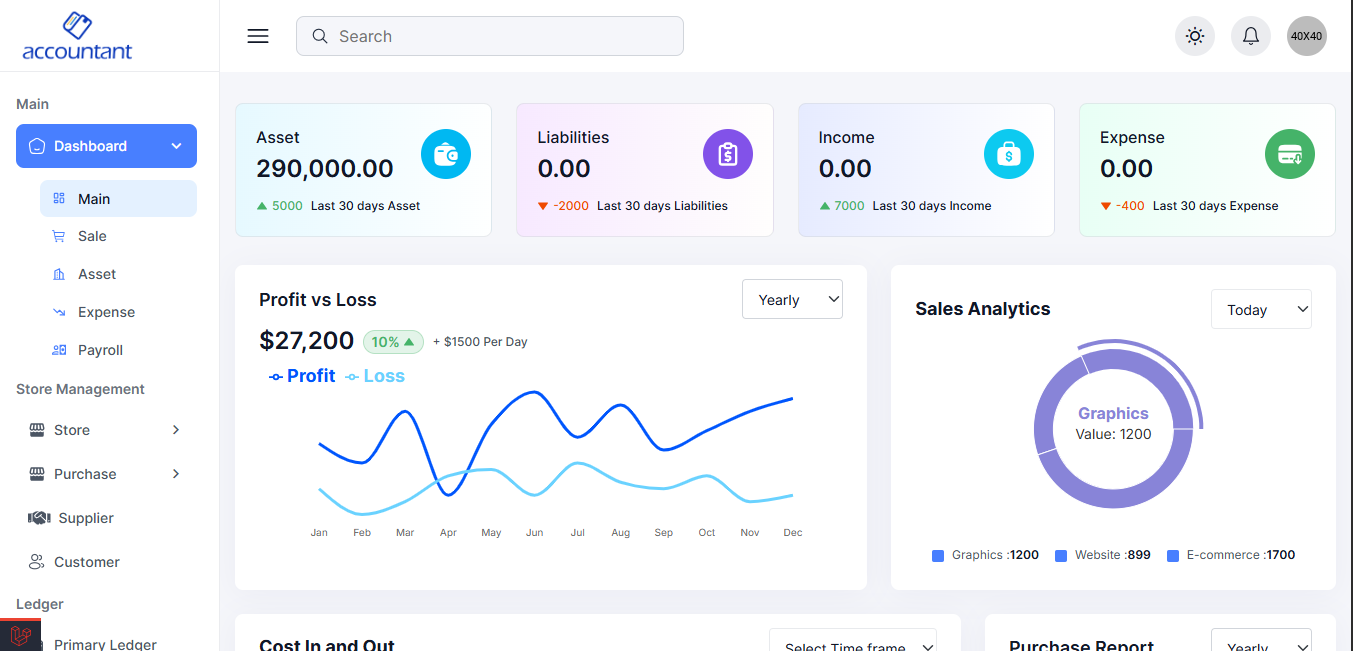 accountant
Search
40X40
Main
Dashboard
Main
Sale
Asset
Expense
Payroll
Store Management
Store
Purchase
Supplier
Customer
Ledger
Primary Ledger
Asset
290,000.00
5000 Last 30 days Asset
Liabilities
0.00
-2000 Last 30 days Liabilities
Income
0.00
7000 Last 30 days Income
Expense
0.00
-400 Last 30 days Expense
Profit vs Loss
Yearly
$27,200 10% + $1500 Per Day
Profit Loss
Jan Feb Mar Apr May Jun Jul Aug Sep Oct Nov Dec
Sales Analytics
Today
Graphics
Value: 1200
Graphics :1200 Website :899 E-commerce :1700
Cost In and Out
Select Time frame
Purchase Report
Yearly